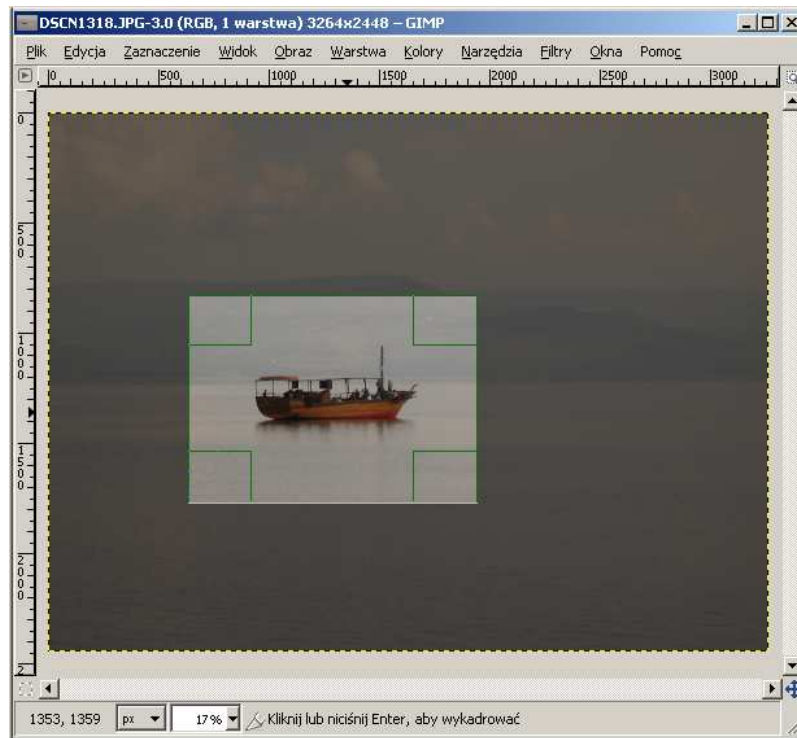 DSCN1318.JPG-3.0 (RGB, 1 warstwa) 3264x2448 – GIMP
Plik Edycja Zaznaczenie Widok Obraz Warstwa Kolory Narzędzia Filtry Okna Pomoc
0 500 1000 1500 2000 2500 3000
0
500
1000
1500
2000
2
1353, 1359 px 17% Kliknij lub niciśnij Enter, aby wykadrować